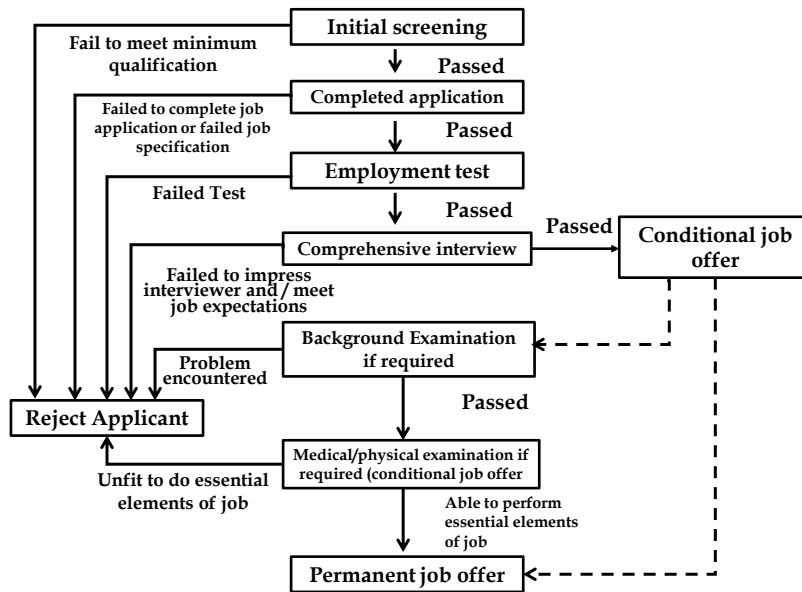 Initial screening
Fail to meet minimum
qualification
Passed
Completed application
Failed to complete job
application or failed job
specification
Passed
Employment test
Failed Test
Passed
Comprehensive interview
Passed
Conditional job
offer
Failed to impress
interviewer and / meet
job expectations
Background Examination
if required
Problem
encountered
Passed
Reject Applicant
Medical/physical examination if
required (conditional job offer
Unfit to do essential
elements of job
Able to perform
essential elements
of job
Permanent job offer